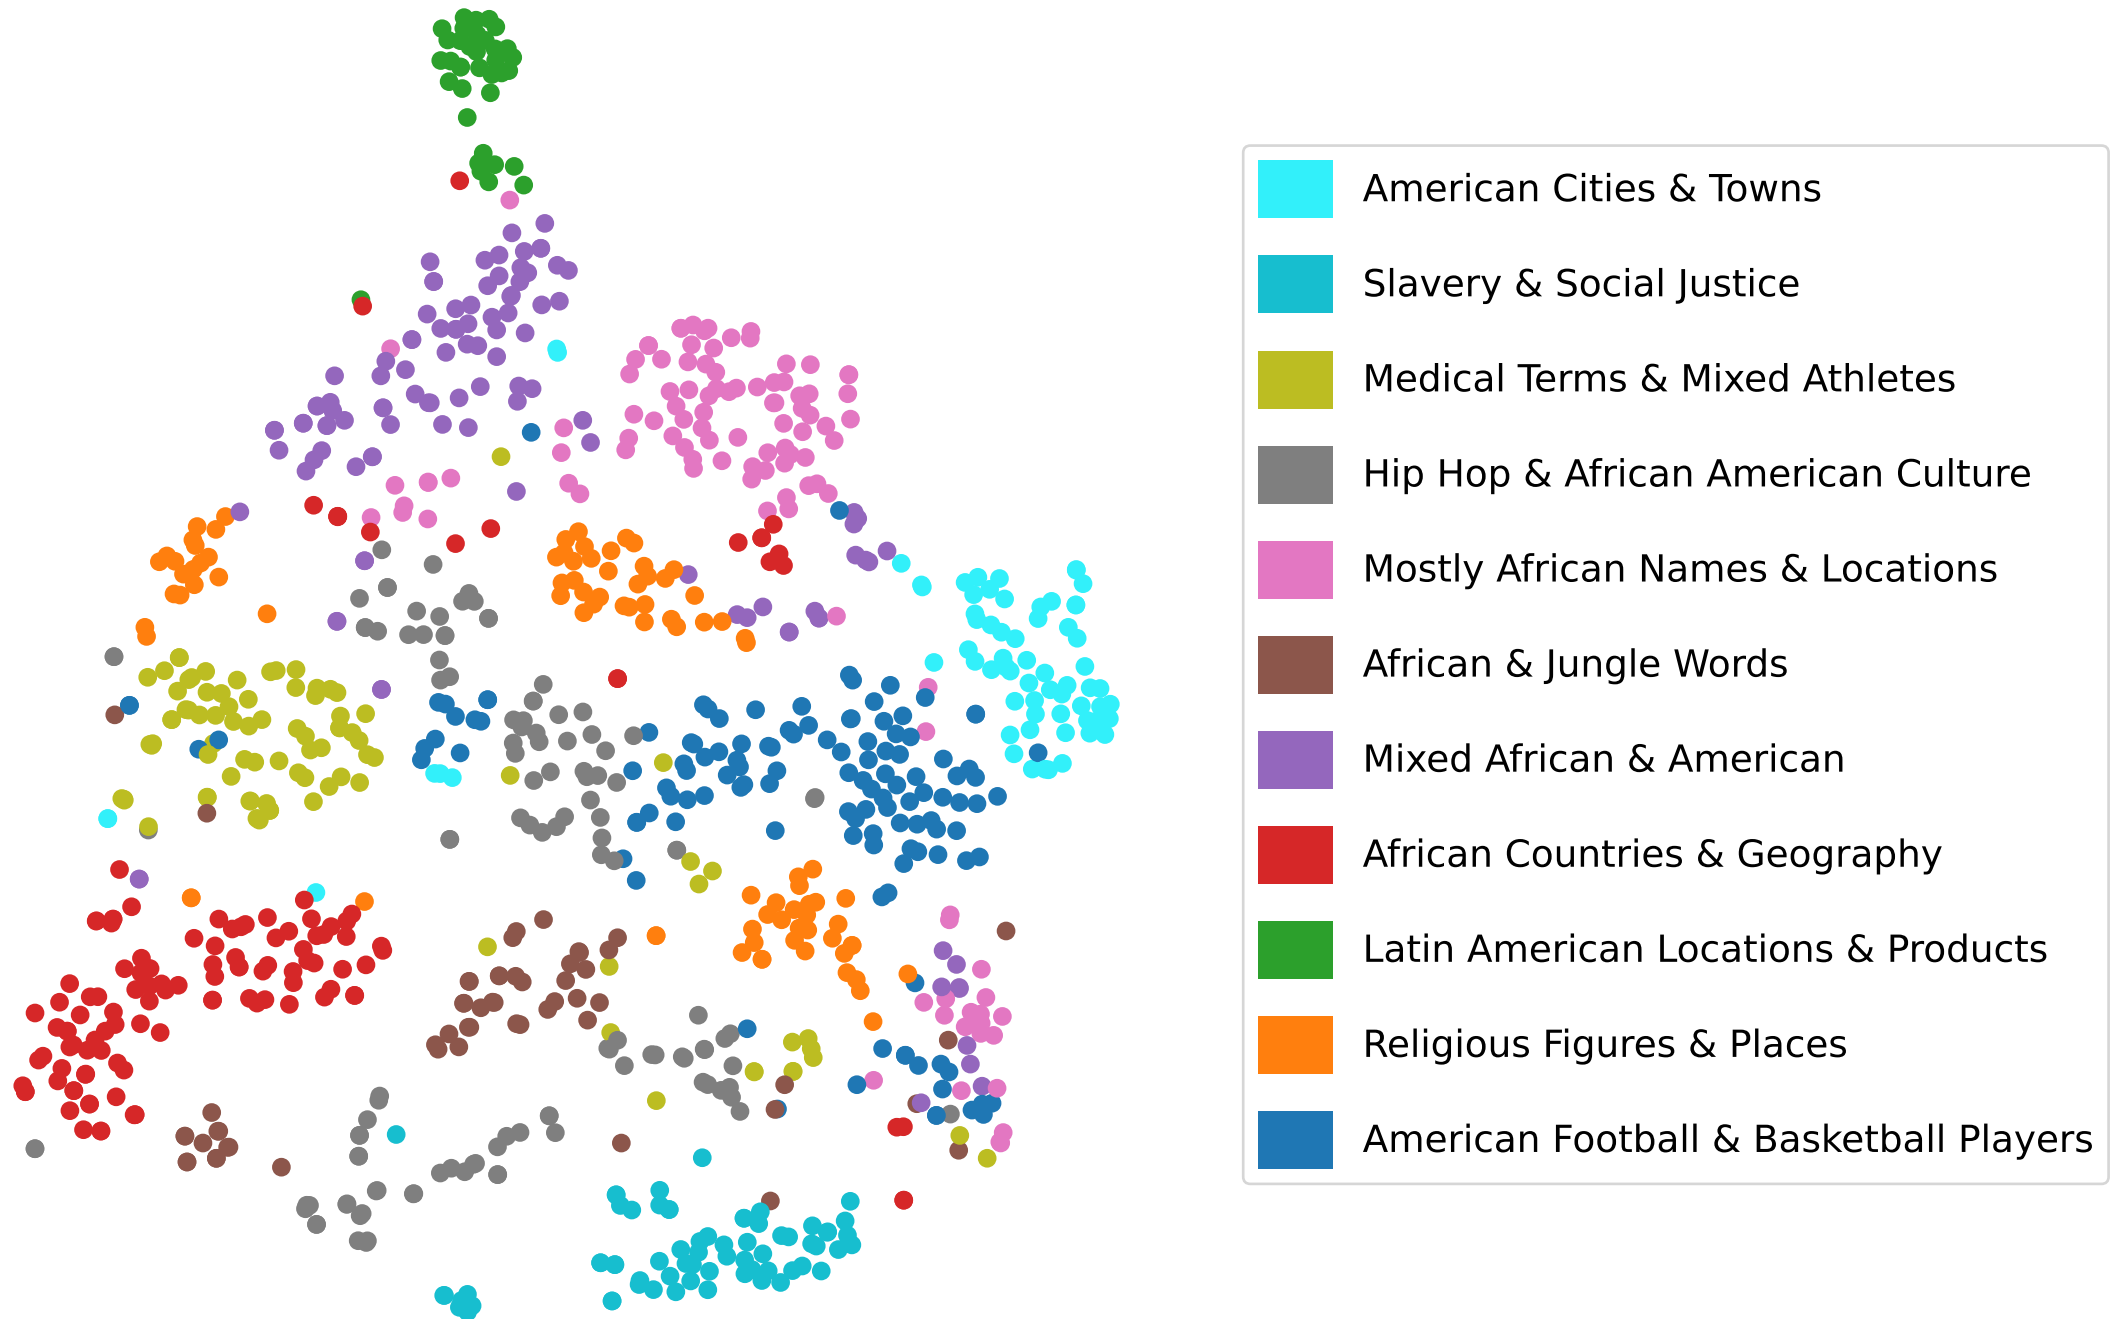 American Cities & Towns
Slavery & Social Justice
Medical Terms & Mixed Athletes
Hip Hop & African American Culture
Mostly African Names & Locations
African & Jungle Words
Mixed African & American
African Countries & Geography
Latin American Locations & Products
Religious Figures & Places
American Football & Basketball Players